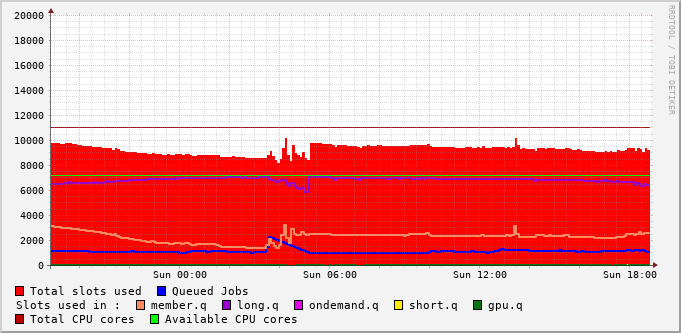 RRDTOOL / TOBI OETIKER
20000
18000
16000
14000
12000
10000
8000
6000
4000
2000
0
Sun 00:00 Sun 06:00 Sun 12:00 Sun 18:00
Total slots used Queued Jobs
Slots used in : member.q long.q ondemand.q short.q gpu.q
Total CPU cores Available CPU cores